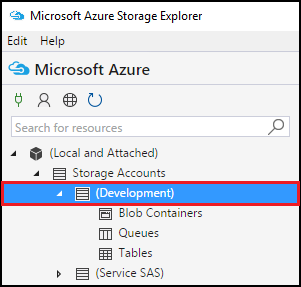 Microsoft Azure Storage Explorer
Edit Help
Microsoft Azure
Search for resources
(Local and Attached)
Storage Accounts
(Development)
Blob Containers
Queues
Tables
(Service SAS)